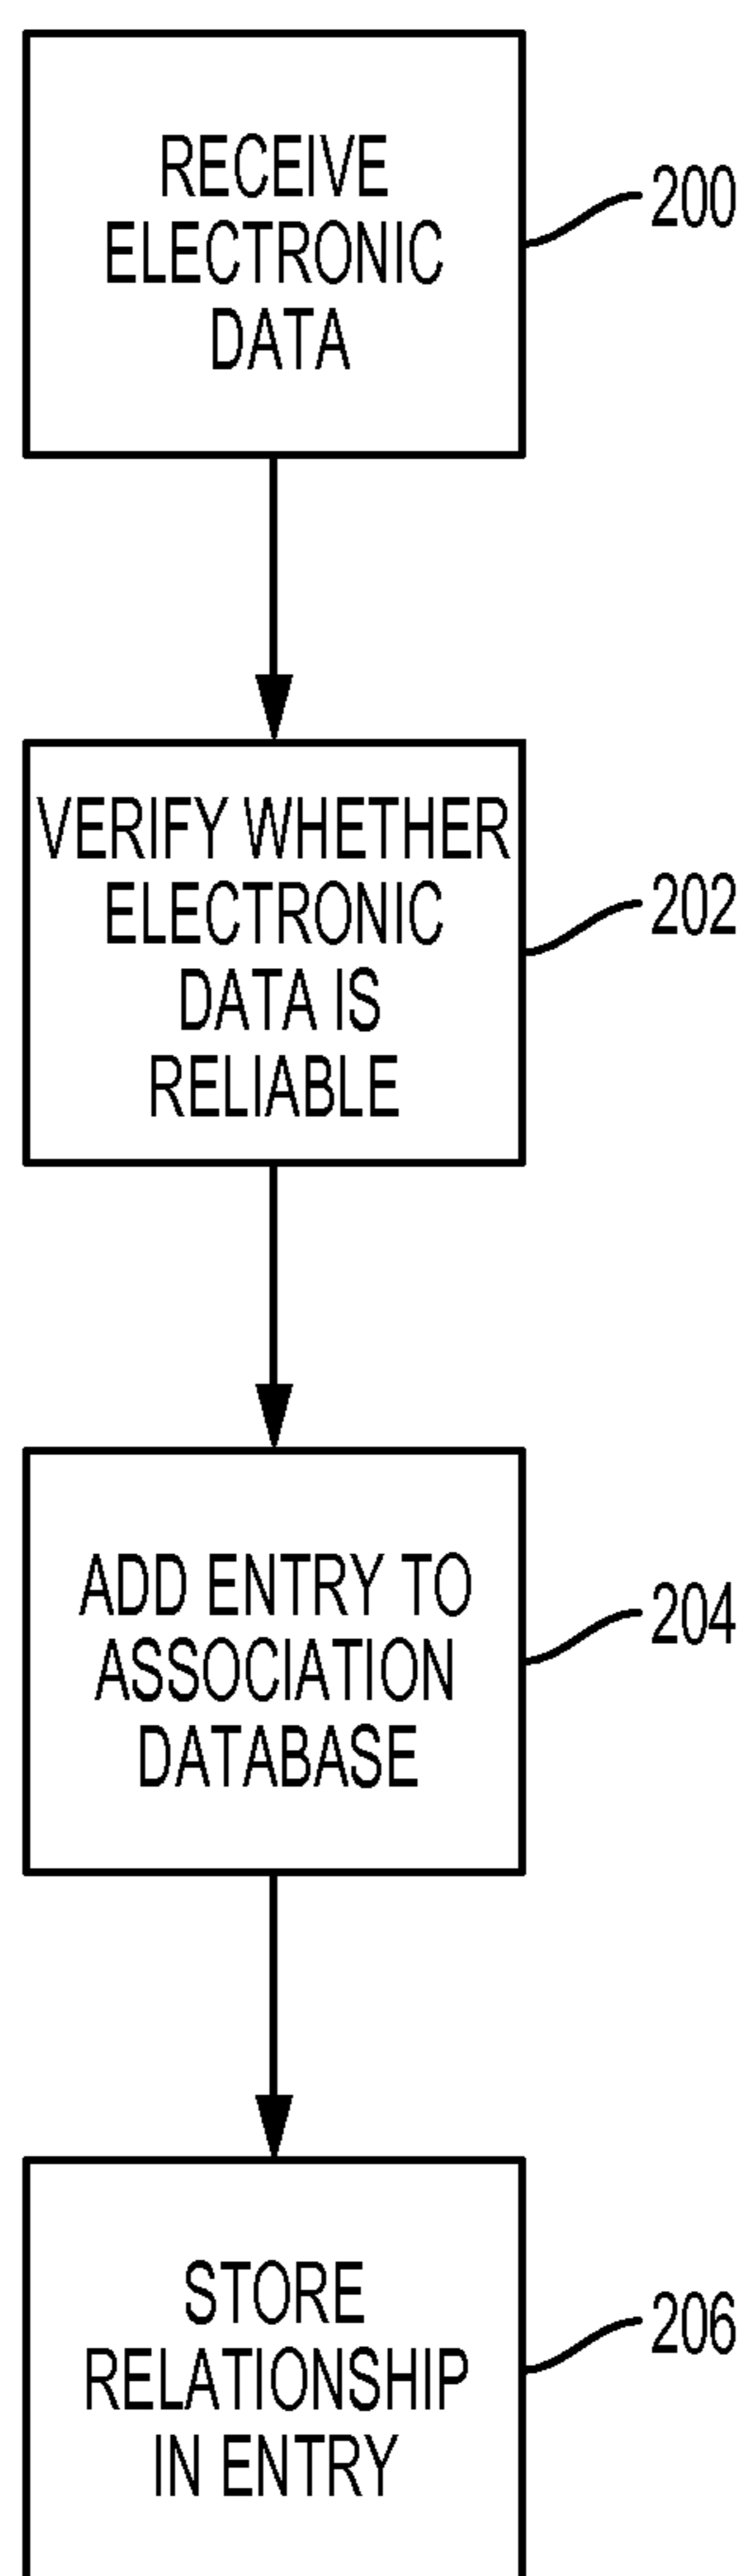 RECEIVE
ELECTRONIC
DATA
200
VERIFY WHETHER
ELECTRONIC
DATA IS
RELIABLE
202
ADD ENTRY TO
ASSOCIATION
DATABASE
204
STORE
RELATIONSHIP
IN ENTRY
206